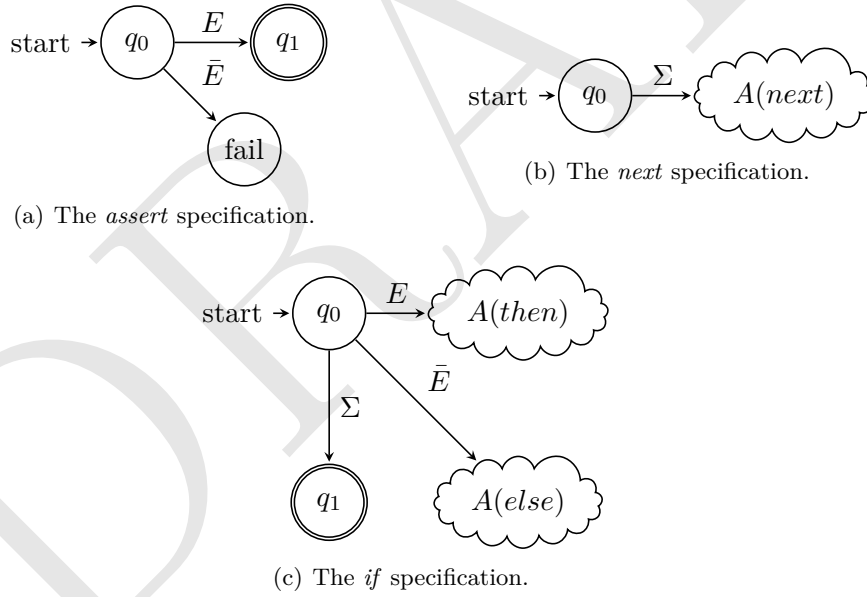 start q₀ E q₁
Ē
fail
(a) The assert specification.
start q₀ Σ A(next)
(b) The next specification.
start q₀ E A(then)
Ē
Σ
q₁ A(else)
(c) The if specification.
DRA